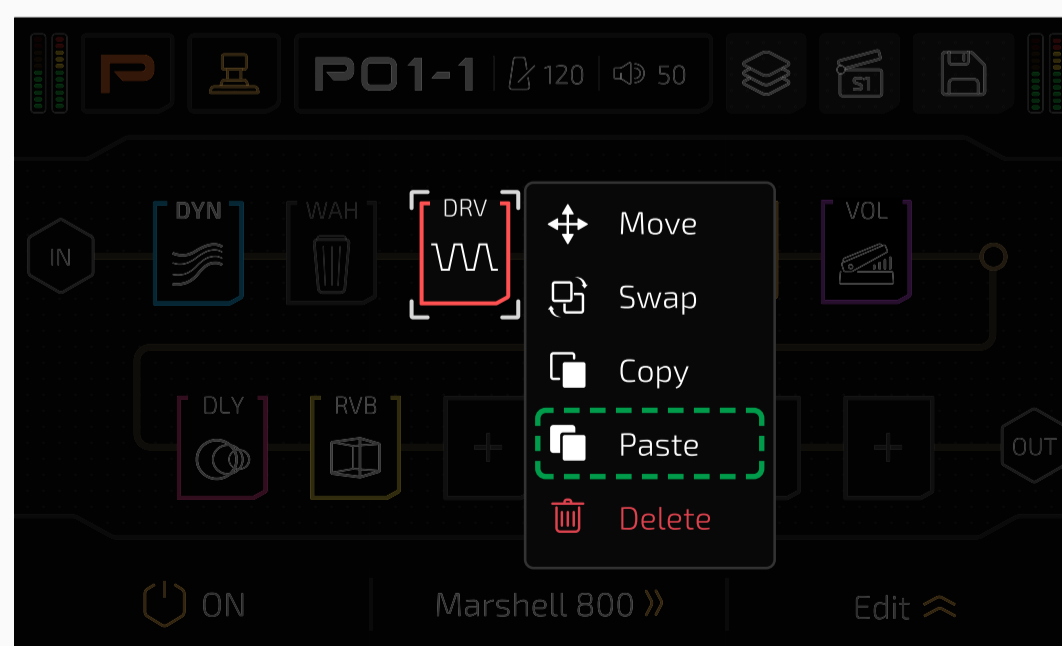 P01-1 120 50 S1
DYN WAH DRV VOL
IN
Move
Swap
Copy
Paste
Delete
DLY RVB
OUT
ON Marshell 800 Edit